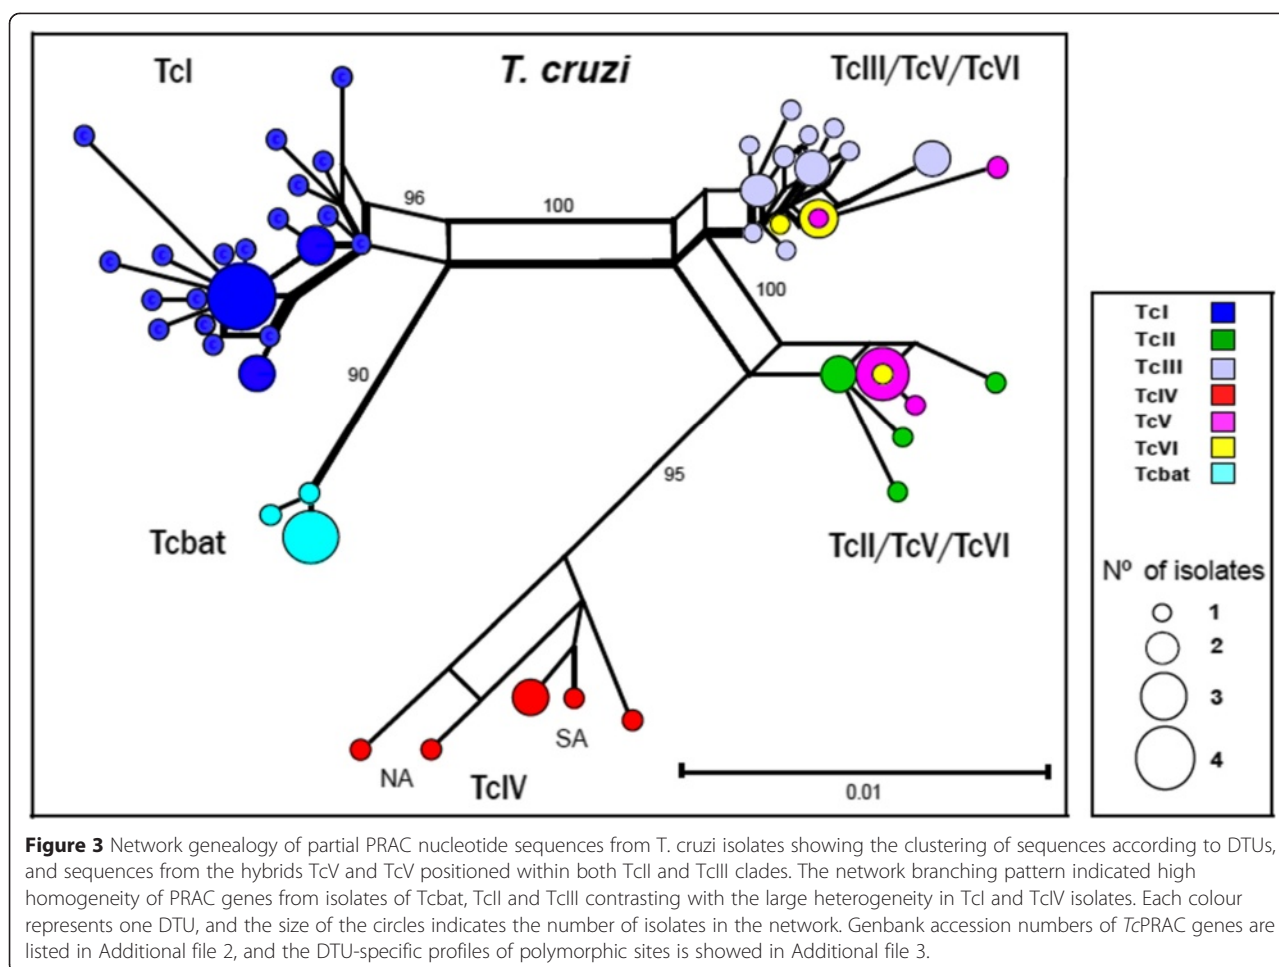 TcI
T. cruzi
TcIII/TcV/TcVI
96
100
100
90
95
Tcbat
TcII/TcV/TcVI
NA
SA
TcIV
0.01
TcI
TcII
TcIII
TcIV
TcV
TcVI
Tcbat
Nº of isolates
1
2
3
4
Figure 3 Network genealogy of partial PRAC nucleotide sequences from T. cruzi isolates showing the clustering of sequences according to DTUs,
and sequences from the hybrids TcV and TcV positioned within both TcII and TcIII clades. The network branching pattern indicated high
homogeneity of PRAC genes from isolates of Tcbat, TcII and TcIII contrasting with the large heterogeneity in TcI and TcIV isolates. Each colour
represents one DTU, and the size of the circles indicates the number of isolates in the network. Genbank accession numbers of TcPRAC genes are
listed in Additional file 2, and the DTU-specific profiles of polymorphic sites is showed in Additional file 3.